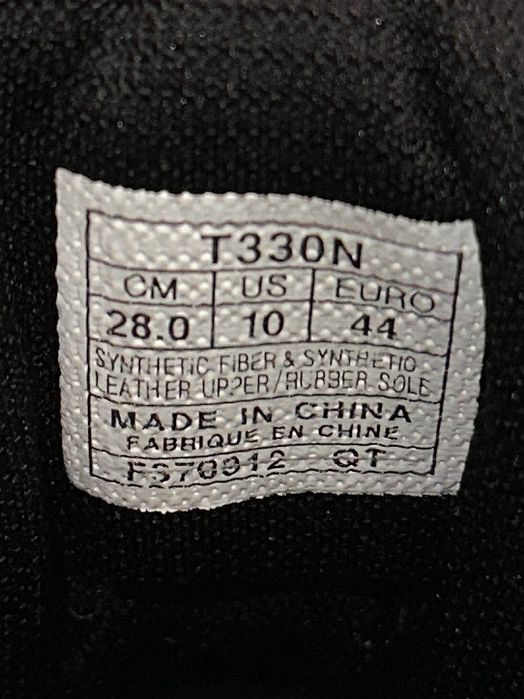 T330N
CM US EURO
28.0 10 44
SYNTHETIC FIBER & SYNTHETIC
LEATHER UPPER/RUBBER SOLE
MADE IN CHINA
FABRIQUE EN CHINE
F370912 QT